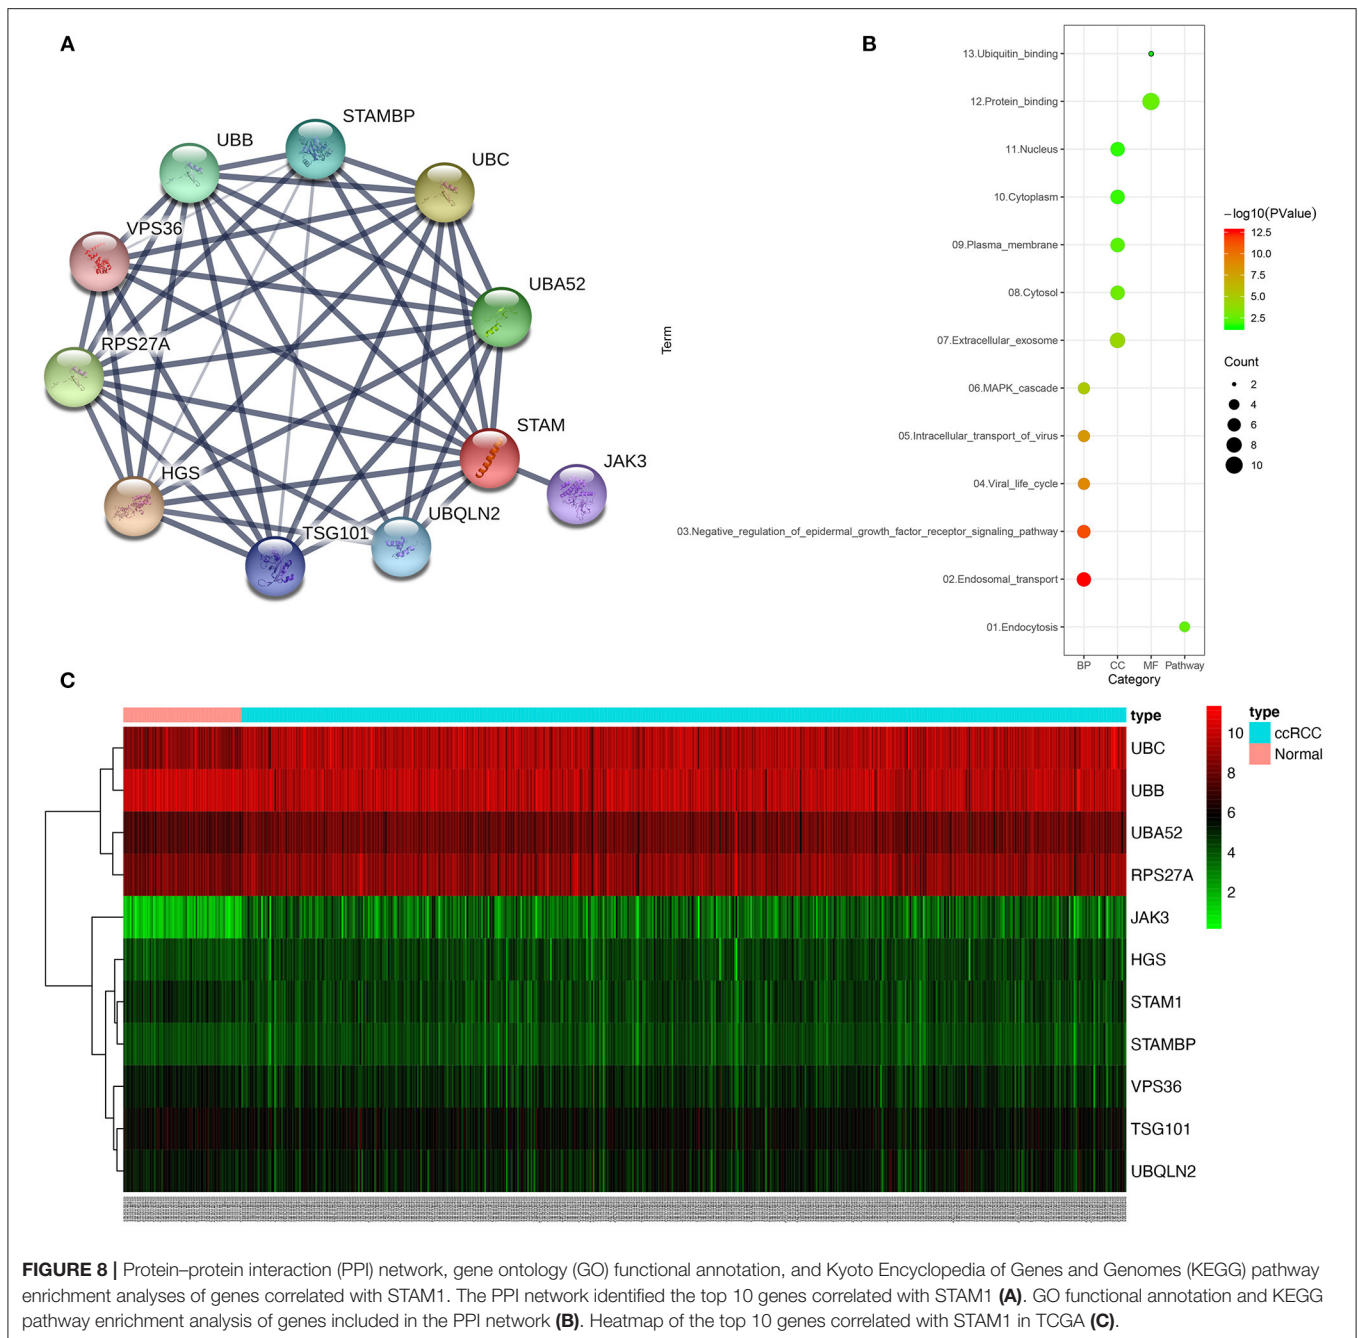 A
STAMBP
UBB
UBC
VPS36
UBA52
RPS27A
STAM
JAK3
HGS
UBQLN2
TSG101
B
Term
13.Ubiquitin_binding
12.Protein_binding
11.Nucleus
10.Cytoplasm
09.Plasma_membrane
08.Cytosol
07.Extracellular_exosome
06.MAPK_cascade
05.Intracellular_transport_of_virus
04.Viral_life_cycle
03.Negative_regulation_of_epidermal_growth_factor_receptor_signaling_pathway
02.Endosomal_transport
01.Endocytosis
BP CC MF Pathway
Category
−log10(PValue)
12.5
10.0
7.5
5.0
2.5
Count
2
4
6
8
10
C
type
UBC
UBB
UBA52
RPS27A
JAK3
HGS
STAM1
STAMBP
VPS36
TSG101
UBQLN2
10
8
6
4
2
type
ccRCC
Normal
FIGURE 8 | Protein–protein interaction (PPI) network, gene ontology (GO) functional annotation, and Kyoto Encyclopedia of Genes and Genomes (KEGG) pathway
enrichment analyses of genes correlated with STAM1. The PPI network identified the top 10 genes correlated with STAM1 (A). GO functional annotation and KEGG
pathway enrichment analysis of genes included in the PPI network (B). Heatmap of the top 10 genes correlated with STAM1 in TCGA (C).